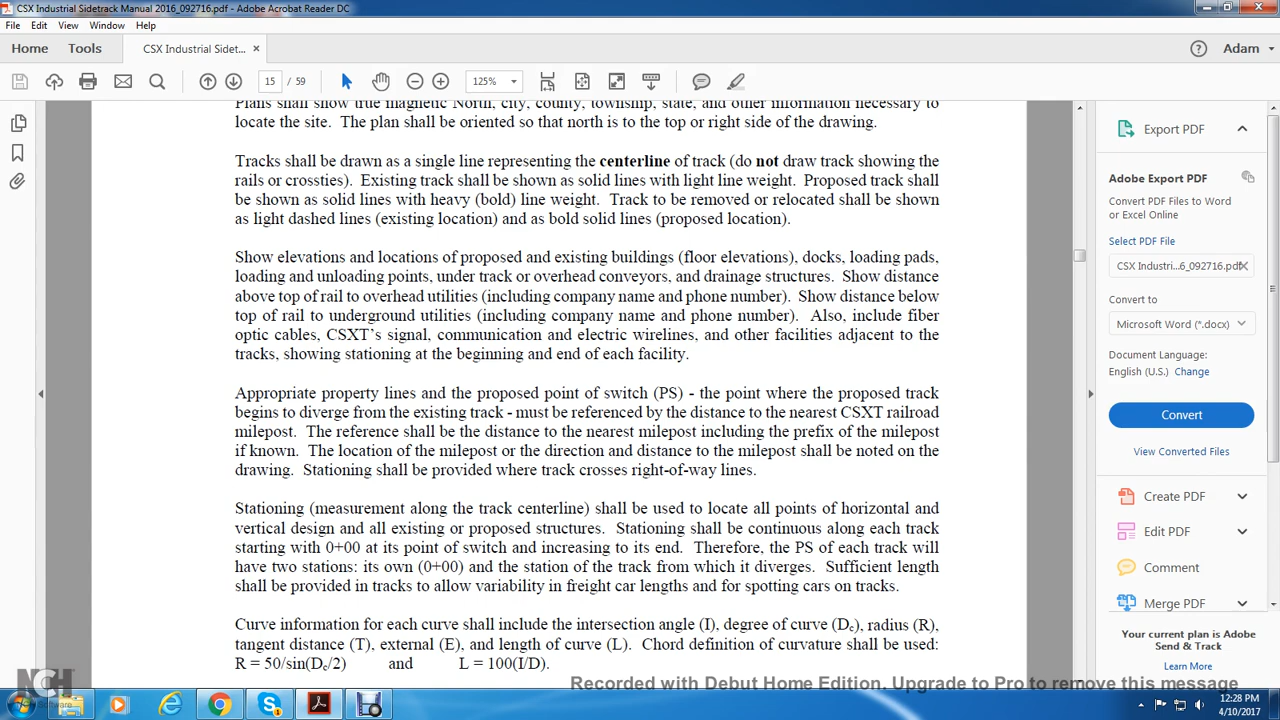 CSX Industrial Sidetrack Manual 2016_092716.pdf - Adobe Acrobat Reader DC
File Edit View Window Help
Home Tools CSX Industrial Sidet... × Adam
15 / 59 125%
Plans shall show true magnetic North, city, county, township, state, and other information necessary to
locate the site. The plan shall be oriented so that north is to the top or right side of the drawing.
Tracks shall be drawn as a single line representing the centerline of track (do not draw track showing the
rails or crossties). Existing track shall be shown as solid lines with light line weight. Proposed track shall
be shown as solid lines with heavy (bold) line weight. Track to be removed or relocated shall be shown
as light dashed lines (existing location) and as bold solid lines (proposed location).
Show elevations and locations of proposed and existing buildings (floor elevations), docks, loading pads,
loading and unloading points, under track or overhead conveyors, and drainage structures. Show distance
above top of rail to overhead utilities (including company name and phone number). Show distance below
top of rail to underground utilities (including company name and phone number). Also, include fiber
optic cables, CSXT's signal, communication and electric wirelines, and other facilities adjacent to the
tracks, showing stationing at the beginning and end of each facility.
Appropriate property lines and the proposed point of switch (PS) - the point where the proposed track
begins to diverge from the existing track - must be referenced by the distance to the nearest CSXT railroad
milepost. The reference shall be the distance to the nearest milepost including the prefix of the milepost
if known. The location of the milepost or the direction and distance to the milepost shall be noted on the
drawing. Stationing shall be provided where track crosses right-of-way lines.
Stationing (measurement along the track centerline) shall be used to locate all points of horizontal and
vertical design and all existing or proposed structures. Stationing shall be continuous along each track
starting with 0+00 at its point of switch and increasing to its end. Therefore, the PS of each track will
have two stations: its own (0+00) and the station of the track from which it diverges. Sufficient length
shall be provided in tracks to allow variability in freight car lengths and for spotting cars on tracks.
Curve information for each curve shall include the intersection angle (I), degree of curve (Dc), radius (R),
tangent distance (T), external (E), and length of curve (L). Chord definition of curvature shall be used:
R = 50/sin(Dc/2) and L = 100(I/D).
Export PDF
Adobe Export PDF
Convert PDF Files to Word
or Excel Online
Select PDF File
CSX Industri...6_092716.pdf
Convert to
Microsoft Word (*.docx)
Document Language:
English (U.S.) Change
Convert
View Converted Files
Create PDF
Edit PDF
Comment
Merge PDF
Your current plan is Adobe
Send & Track
Learn More
NCH
Software
Recorded with Debut Home Edition. Upgrade to Pro to remove this message
12:28 PM
4/10/2017